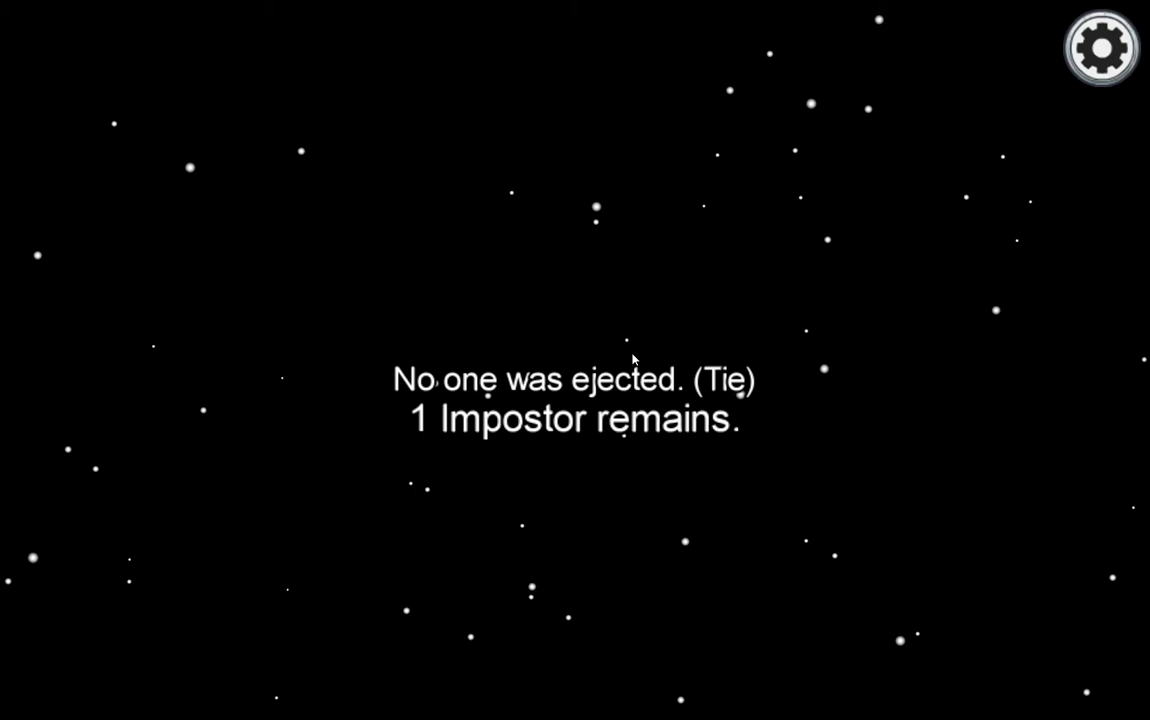 No one was ejected. (Tie)
1 Impostor remains.